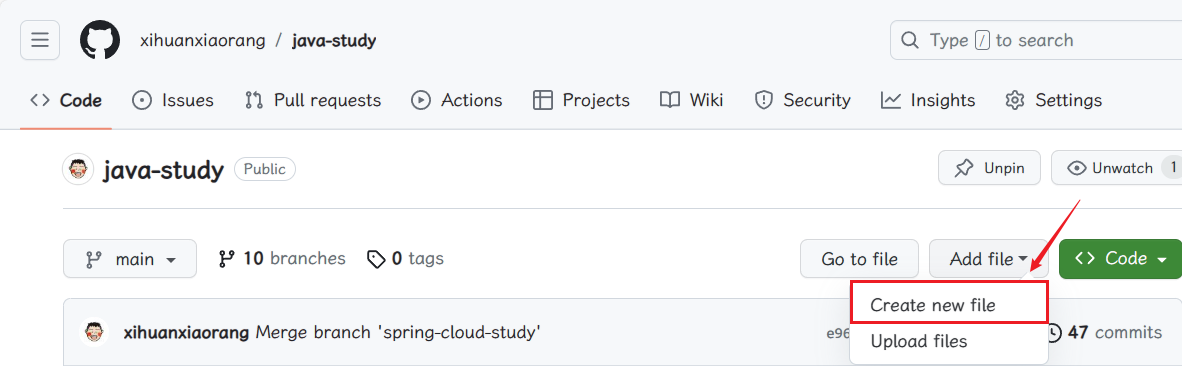 xihuanxiaorang / java-study
Type / to search
Code Issues Pull requests Actions Projects Wiki Security Insights Settings
java-study Public
Unpin Unwatch 1
main 10 branches 0 tags Go to file Add file Code
Create new file
xihuanxiaorang Merge branch 'spring-cloud-study' e96 47 commits
Upload files